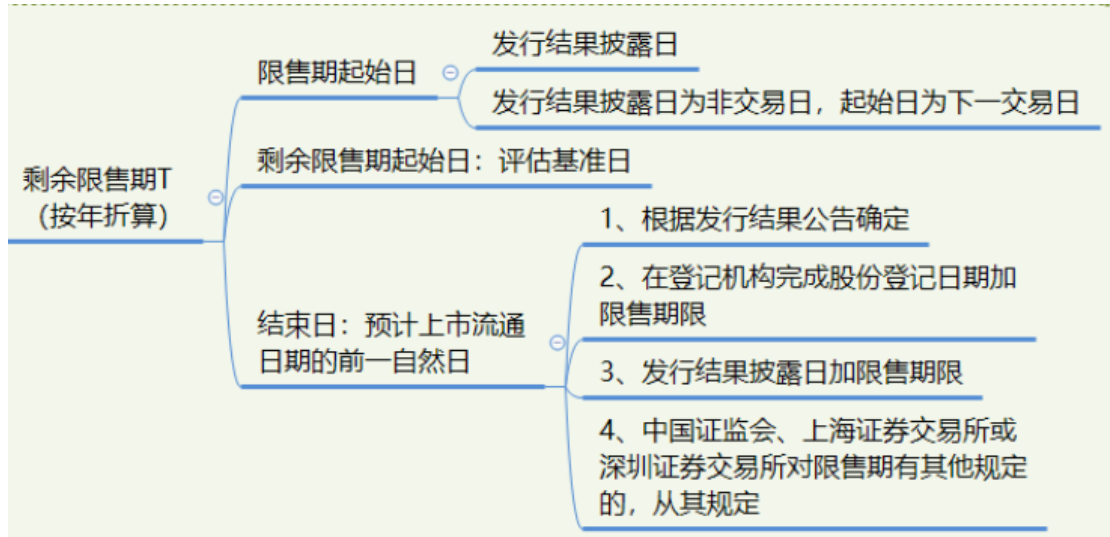 剩余限售期T
（按年折算）
限售期起始日
发行结果披露日
发行结果披露日为非交易日，起始日为下一交易日
剩余限售期起始日：评估基准日
结束日：预计上市流通
日期的前一自然日
1、根据发行结果公告确定
2、在登记机构完成股份登记日期加
限售期限
3、发行结果披露日加限售期限
4、中国证监会、上海证券交易所或
深圳证券交易所对限售期有其他规定
的，从其规定